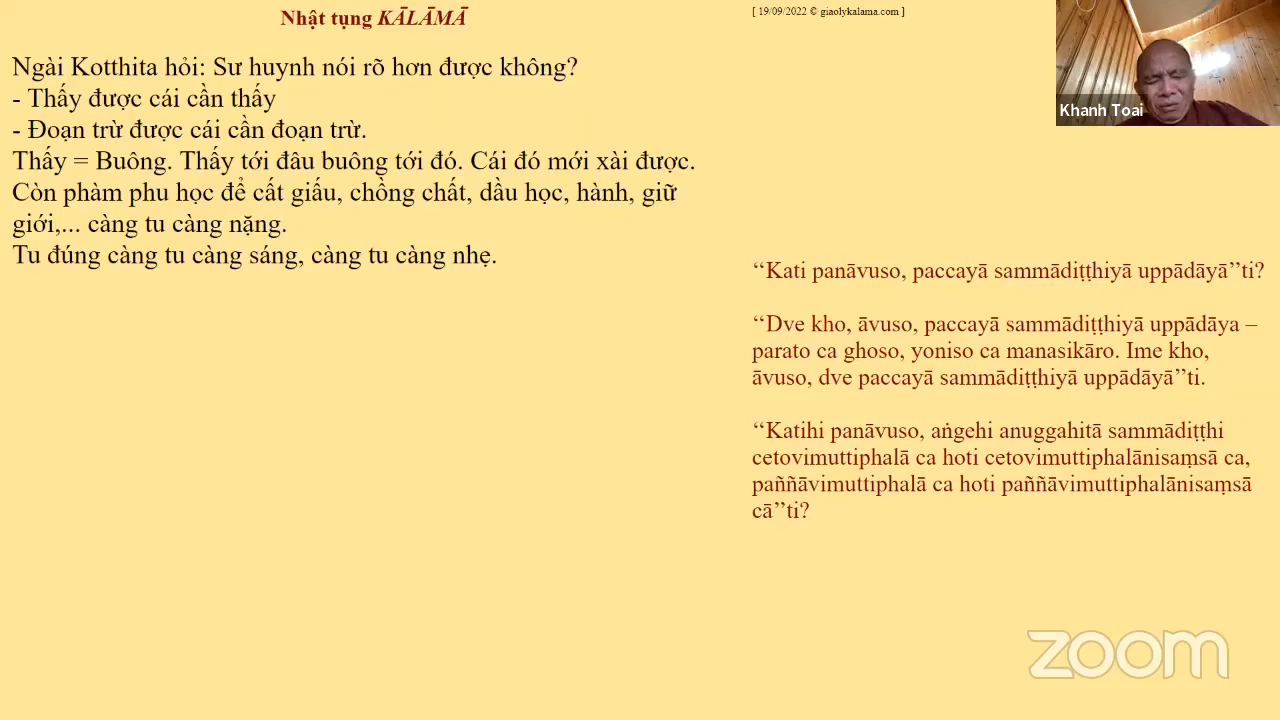 Nhật tụng KĀLĀMĀ
[ 19/09/2022 © giaolykalama.com ]
Ngài Kotthita hỏi: Sư huynh nói rõ hơn được không?
- Thấy được cái cần thấy
- Đoạn trừ được cái cần đoạn trừ.
Thấy = Buông. Thấy tới đâu buông tới đó. Cái đó mới xài được.
Còn phàm phu học để cất giấu, chồng chất, dầu học, hành, giữ
giới,... càng tu càng nặng.
Tu đúng càng tu càng sáng, càng tu càng nhẹ.
‘‘Kati panāvuso, paccayā sammādiṭṭhiyā uppādāyā’’ti?
‘‘Dve kho, āvuso, paccayā sammādiṭṭhiyā uppādāya –
parato ca ghoso, yoniso ca manasikāro. Ime kho,
āvuso, dve paccayā sammādiṭṭhiyā uppādāyā’’ti.
‘‘Katihi panāvuso, aṅgehi anuggahitā sammādiṭṭhi
cetovimuttiphalā ca hoti cetovimuttiphalānisaṃsā ca,
paññāvimuttiphalā ca hoti paññāvimuttiphalānisaṃsā
cā’’ti?
Khanh Toai
zoom